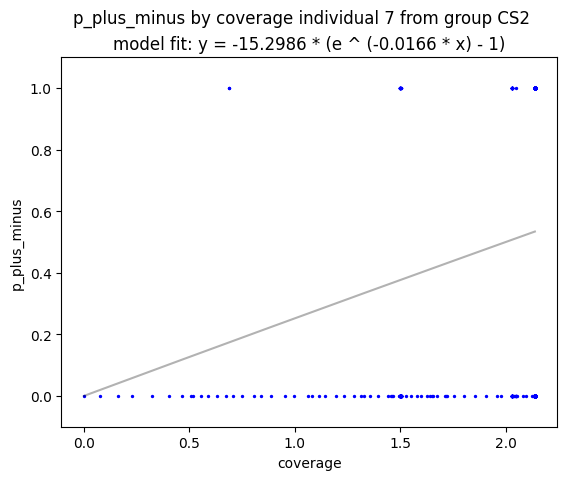 p_plus_minus by coverage individual 7 from group CS2
model fit: y = -15.2986 * (e ^ (-0.0166 * x) - 1)
1.0
0.8
0.6
0.4
0.2
0.0
p_plus_minus
0.0 0.5 1.0 1.5 2.0
coverage